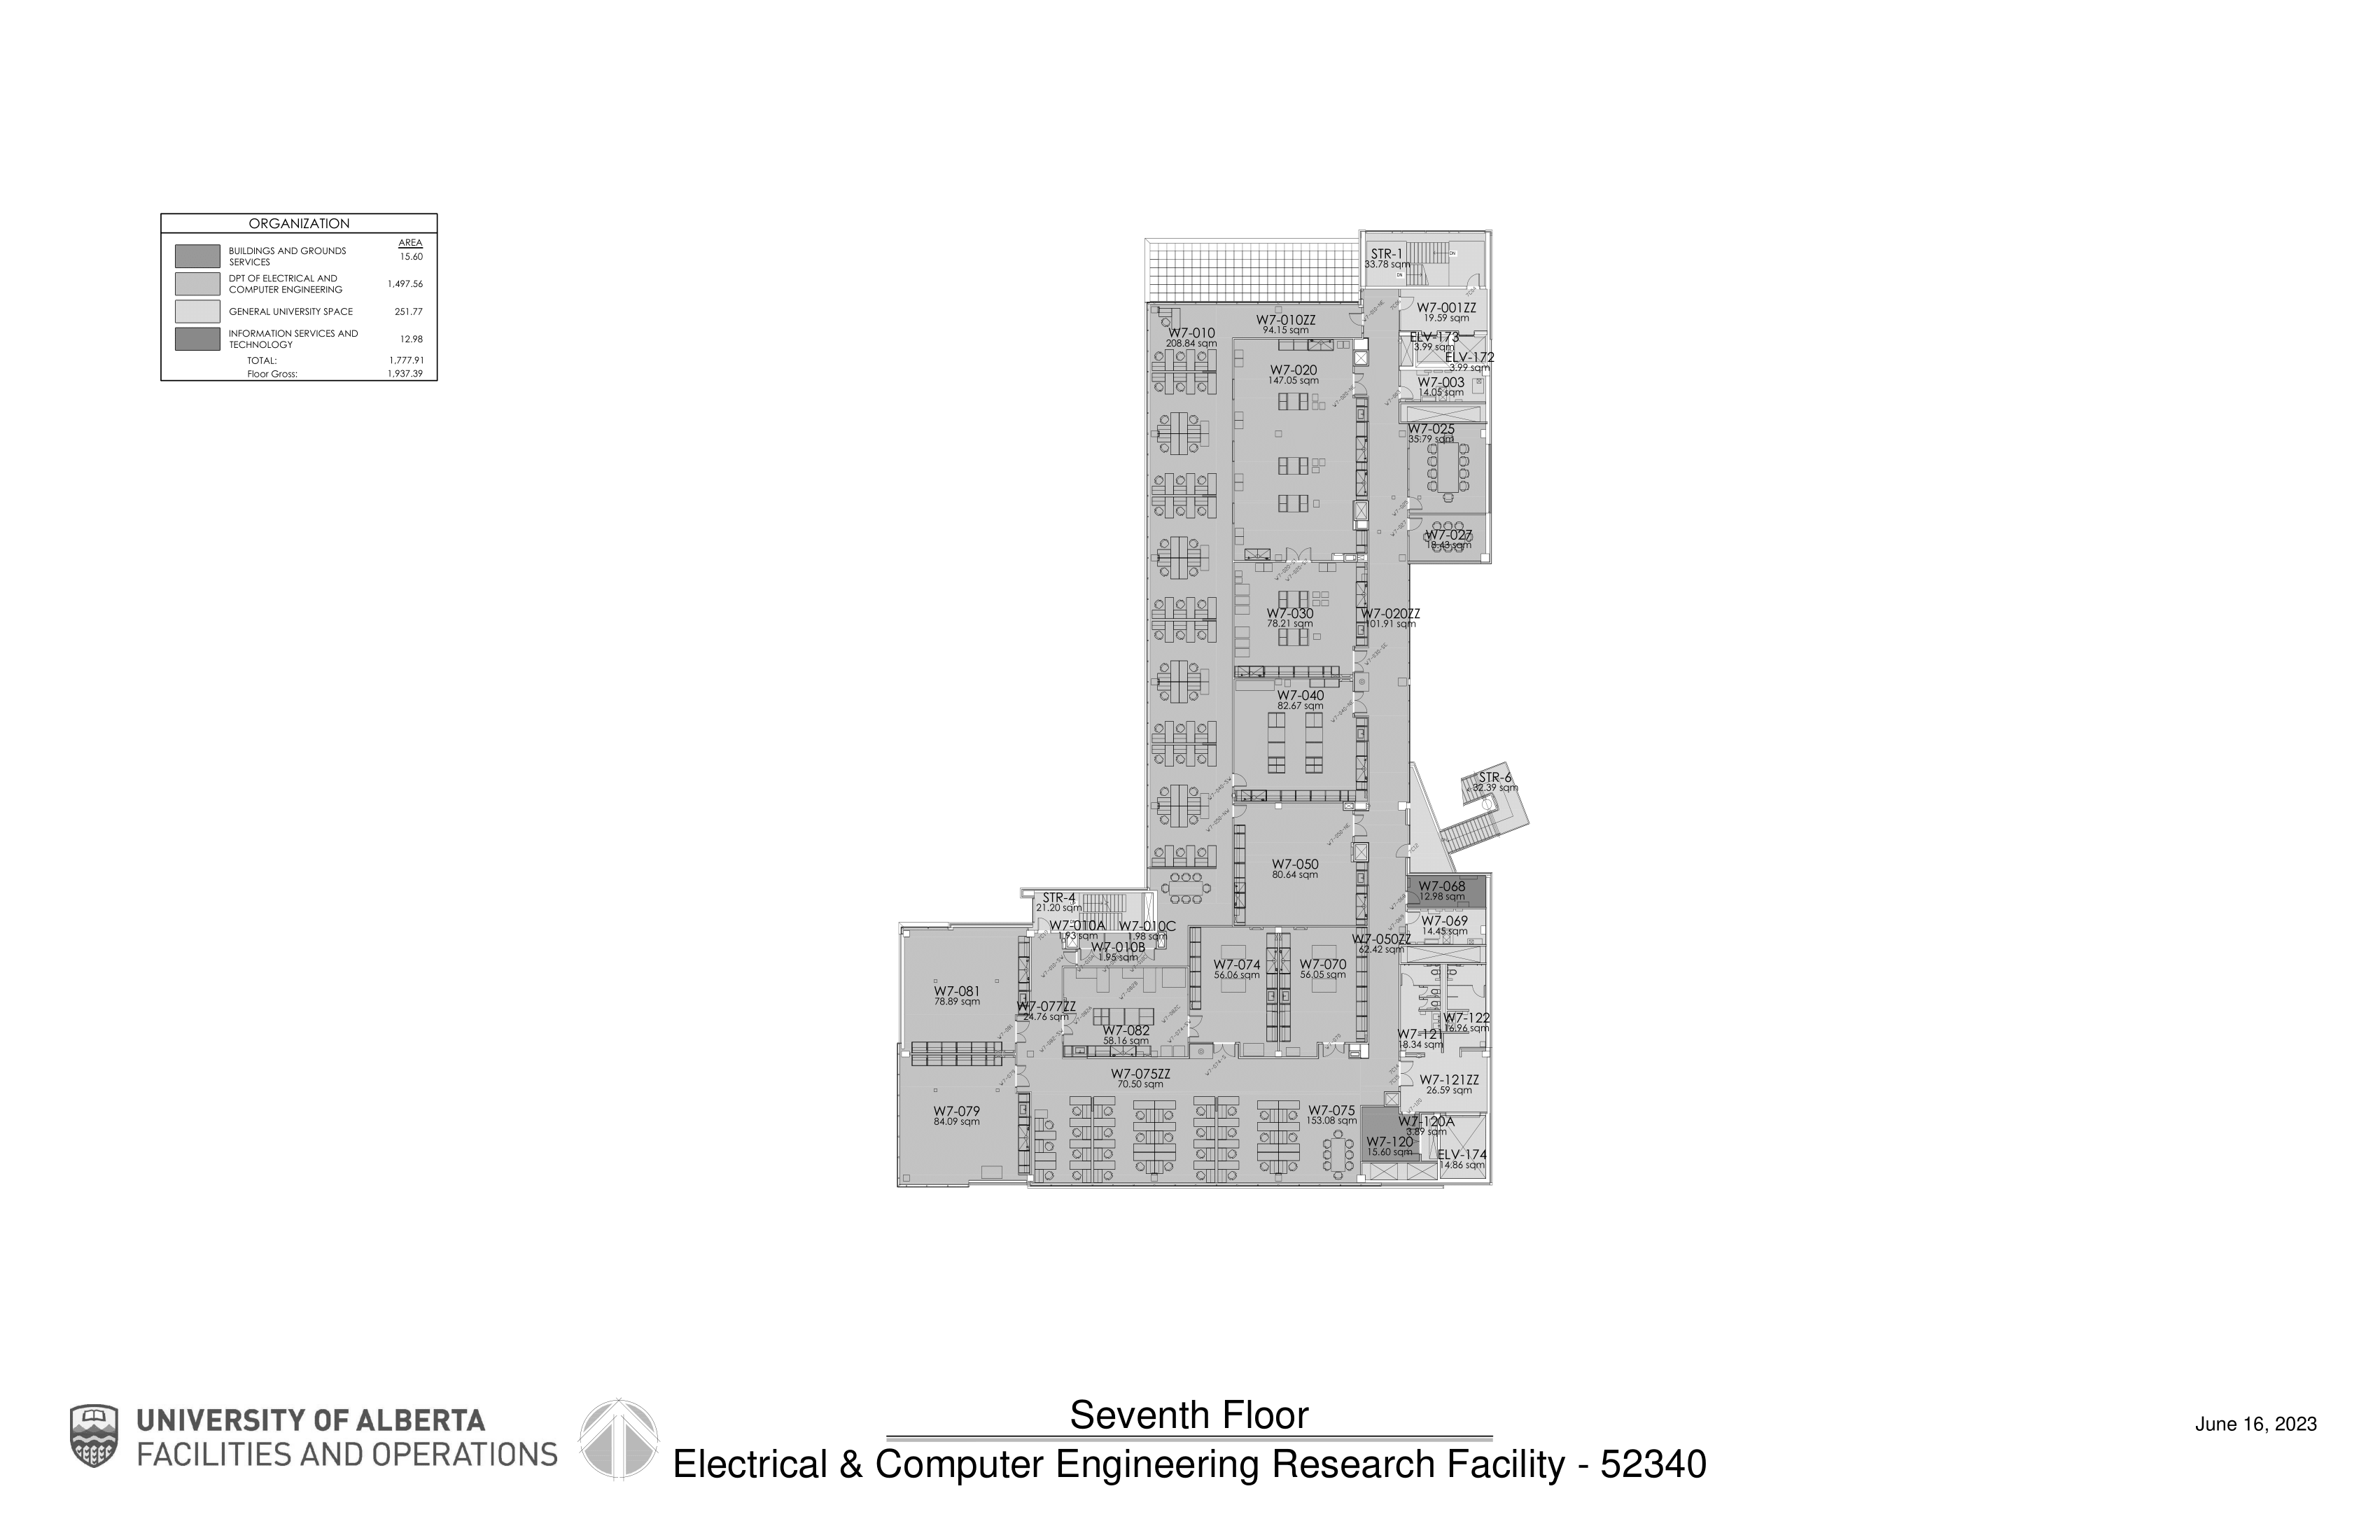 ORGANIZATION
AREA
BUILDINGS AND GROUNDS
SERVICES
15.60
DPT OF ELECTRICAL AND
COMPUTER ENGINEERING
1,497.56
GENERAL UNIVERSITY SPACE
251.77
INFORMATION SERVICES AND
TECHNOLOGY
12.98
TOTAL:
1,777.91
Floor Gross:
1,937.39
STR-1
33.78 sqm
DN
DN
W7-001ZZ
19.59 sqm
W7-010ZZ
94.15 sqm
W7-010
208.84 sqm
ELV-173
3.99 sqm
ELV-172
3.99 sqm
W7-020
147.05 sqm
W7-003
14.05 sqm
W7-025
35.79 sqm
W7-027
18.43 sqm
W7-030
78.21 sqm
W7-020ZZ
101.91 sqm
W7-040
82.67 sqm
STR-6
32.39 sqm
W7-050
80.64 sqm
W7-068
12.98 sqm
STR-4
21.20 sqm
W7-010A
1.93 sqm
W7-010C
1.98 sqm
W7-010B
1.95 sqm
W7-069
14.45 sqm
W7-050ZZ
62.42 sqm
W7-074
56.06 sqm
W7-070
56.05 sqm
W7-081
78.89 sqm
W7-077ZZ
24.76 sqm
W7-082
58.16 sqm
W7-122
16.96 sqm
W7-121
18.34 sqm
W7-075ZZ
70.50 sqm
W7-121ZZ
26.59 sqm
W7-079
84.09 sqm
W7-075
153.08 sqm
W7-120A
3.89 sqm
W7-120
15.60 sqm
ELV-174
14.86 sqm
UNIVERSITY OF ALBERTA
FACILITIES AND OPERATIONS
Seventh Floor
Electrical & Computer Engineering Research Facility - 52340
June 16, 2023